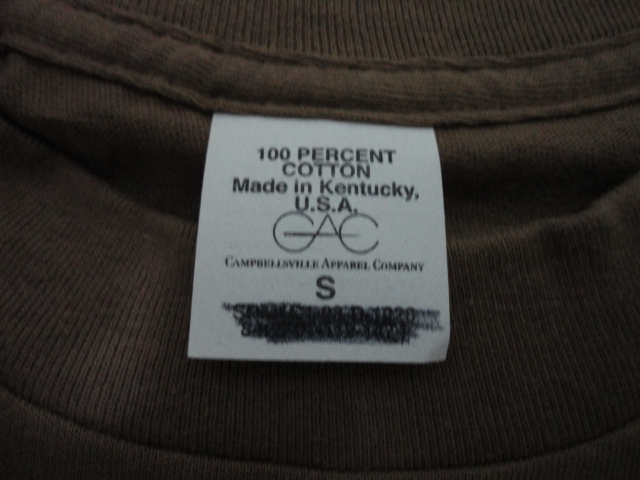 100 PERCENT
COTTON
Made in Kentucky,
U.S.A.
CAC
CAMPBELLSVILLE APPAREL COMPANY
S